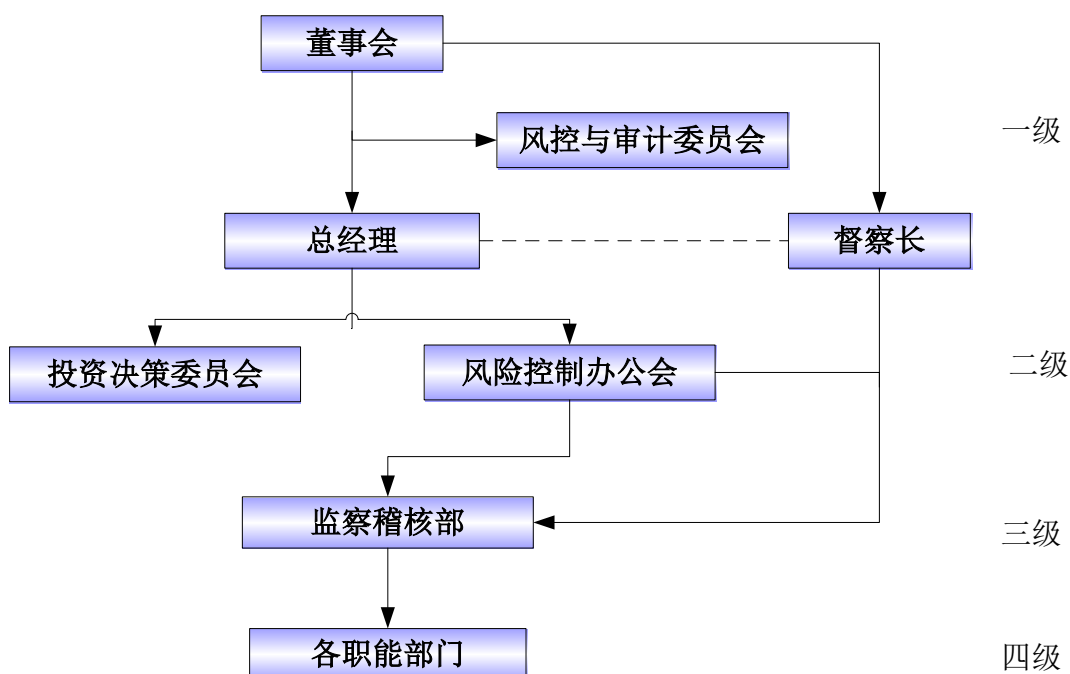 董事会
风控与审计委员会
一级
总经理
督察长
投资决策委员会
风险控制办公会
二级
监察稽核部
三级
各职能部门
四级